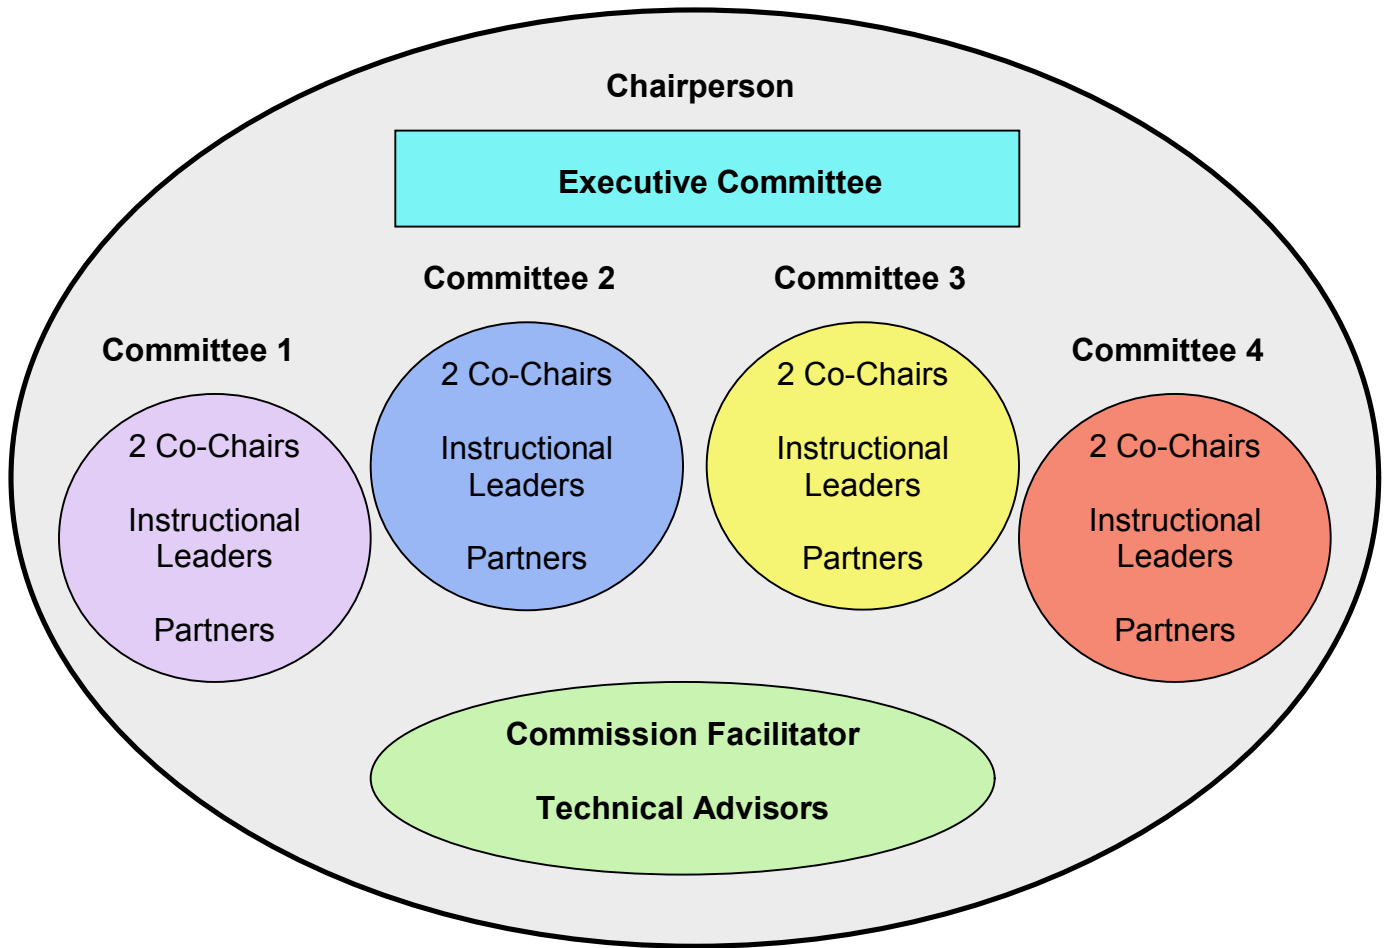 Chairperson
Executive Committee
Committee 1
2 Co-Chairs
Instructional
Leaders
Partners
Committee 2
2 Co-Chairs
Instructional
Leaders
Partners
Committee 3
2 Co-Chairs
Instructional
Leaders
Partners
Committee 4
2 Co-Chairs
Instructional
Leaders
Partners
Commission Facilitator
Technical Advisors